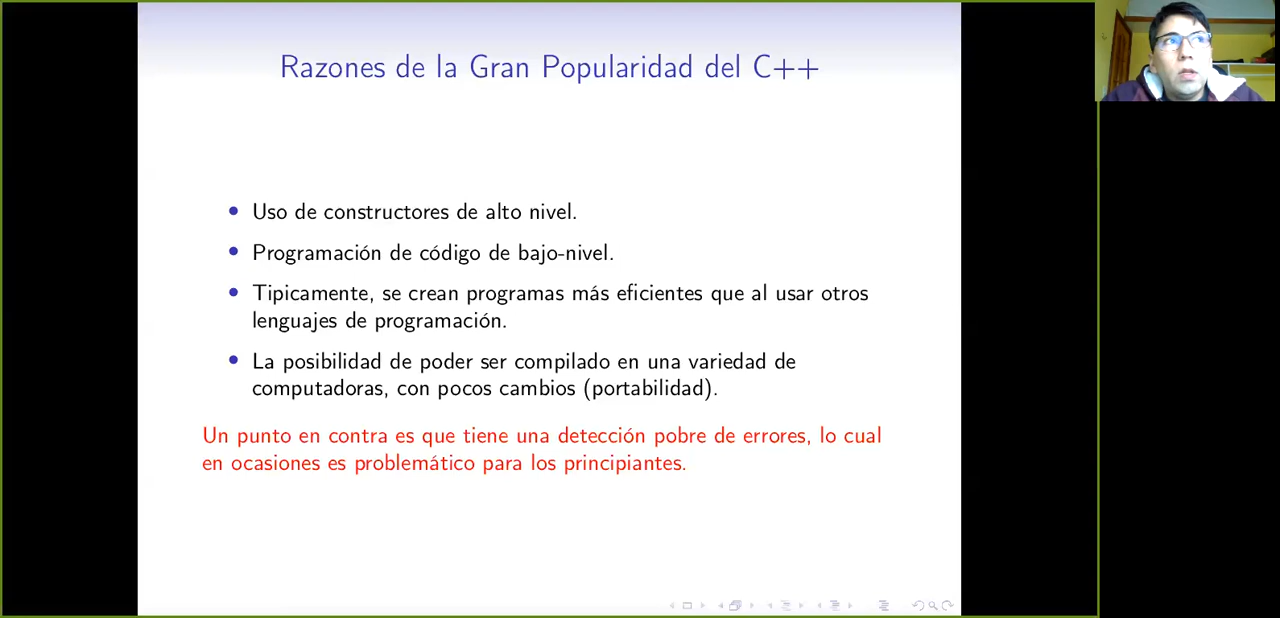 Razones de la Gran Popularidad del C++
• Uso de constructores de alto nivel.
• Programación de código de bajo-nivel.
• Tipicamente, se crean programas más eficientes que al usar otros
lenguajes de programación.
• La posibilidad de poder ser compilado en una variedad de
computadoras, con pocos cambios (portabilidad).
Un punto en contra es que tiene una detección pobre de errores, lo cual
en ocasiones es problemático para los principiantes.